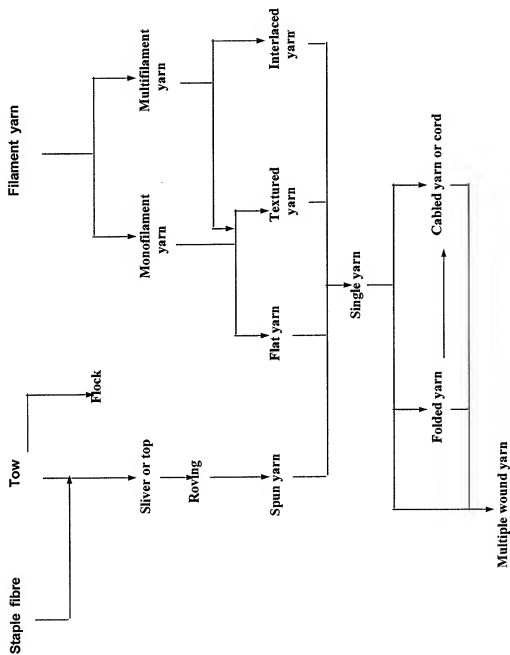 Staple fibre
Tow
Filament yarn
Flock
Monofilament
yarn
Multifilament
yarn
Sliver or top
Roving
Spun yarn
Flat yarn
Textured
yarn
Interlaced
yarn
Single yarn
Folded yarn
Cabled yarn or cord
Multiple wound yarn